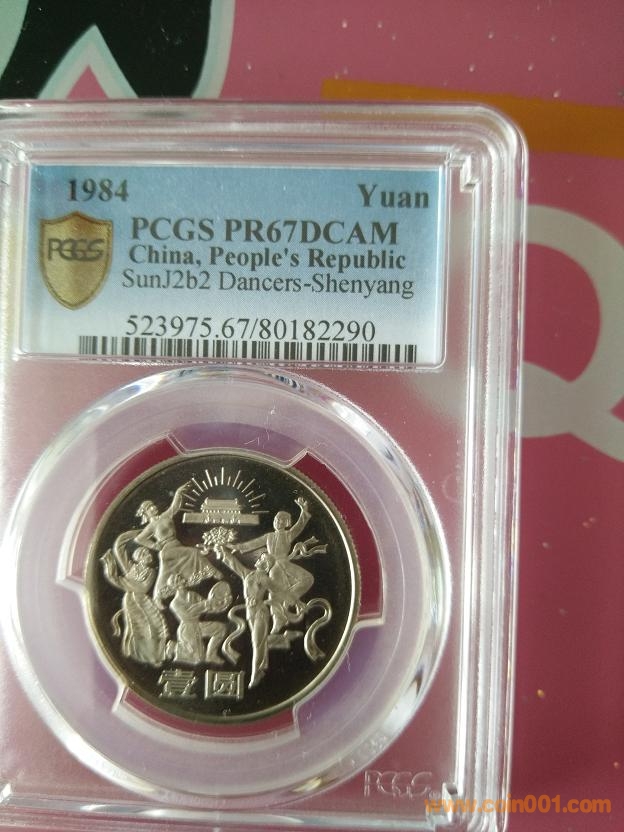 1984 Yuan
PCGS PR67DCAM
PCGS
China, People's Republic
SunJ2b2 Dancers-Shenyang
523975.67/80182290
壹圆
PCGS
Q
www.coin001.com